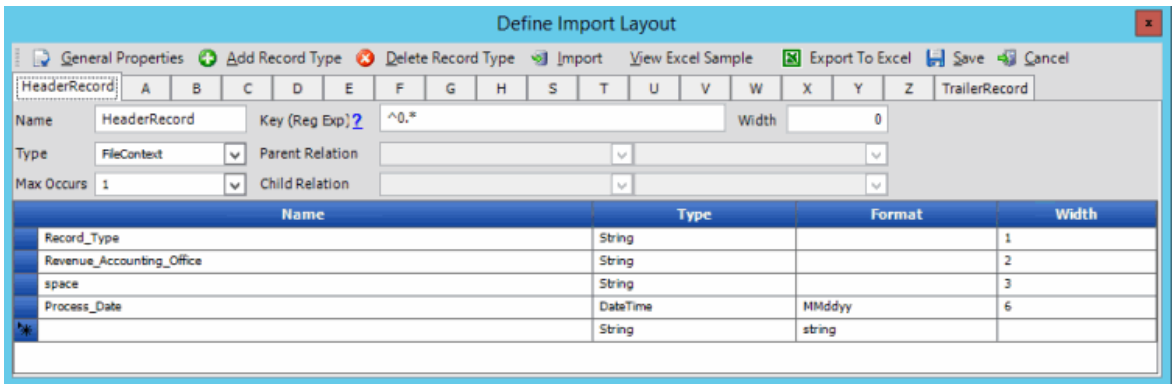 Define Import Layout
x
General Properties Add Record Type Delete Record Type Import View Excel Sample Export To Excel Save Cancel
HeaderRecord A B C D E F G H S T U V W X Y Z TrailerRecord
Name HeaderRecord Key (Reg Exp)? ^0.* Width 0
Type FileContext Parent Relation
Max Occurs 1 Child Relation
Name Type Format Width
Record_Type String 1
Revenue_Accounting_Office String 2
space String 3
Process_Date DateTime MMddyy 6
String string